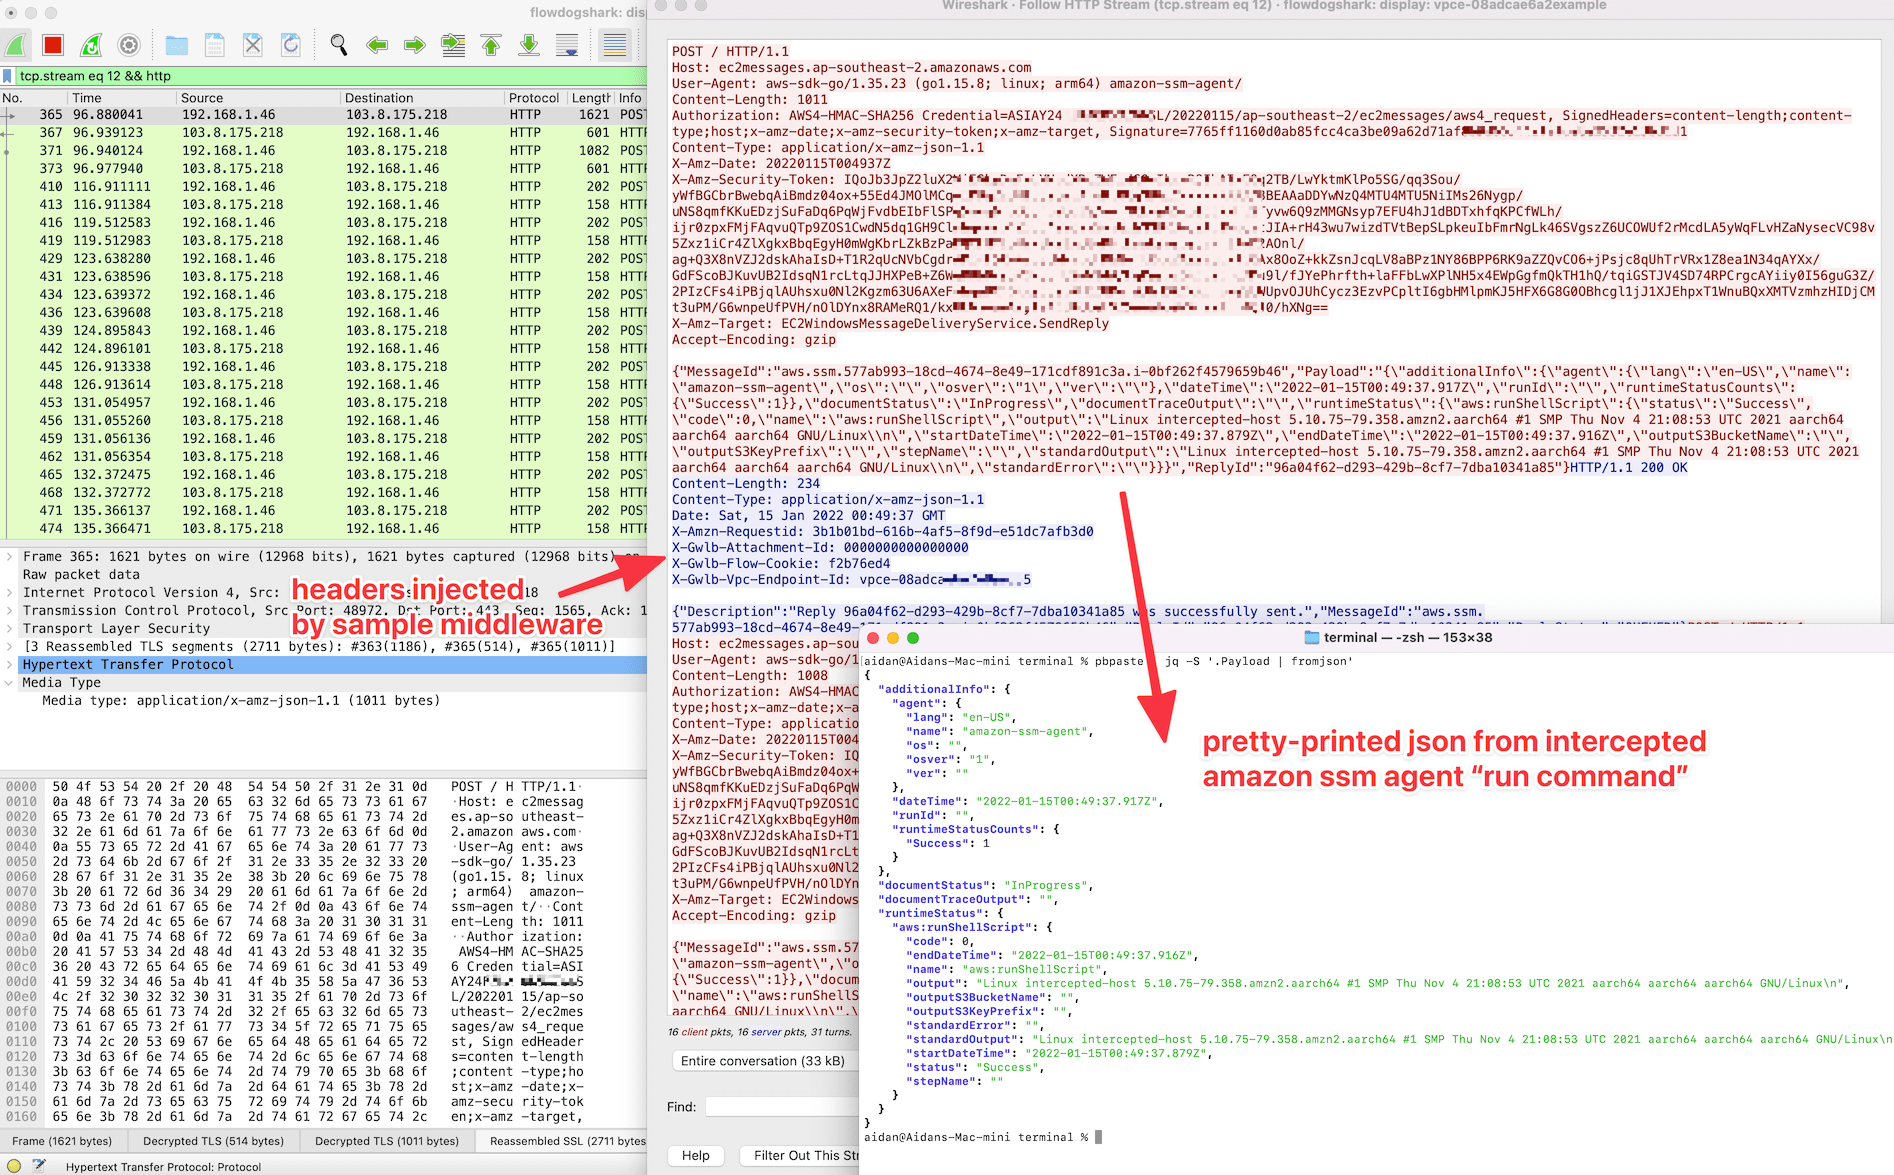 flowdogshark: dis
tcp.stream eq 12 && http
No. Time Source Destination Protocol Length Info
365 96.880041 192.168.1.46 103.8.175.218 HTTP 1621 POST
367 96.939123 103.8.175.218 192.168.1.46 HTTP 601 HTTP
371 96.940124 192.168.1.46 103.8.175.218 HTTP 1082 POST
373 96.977940 103.8.175.218 192.168.1.46 HTTP 601 HTTP
410 116.911111 192.168.1.46 103.8.175.218 HTTP 202 POST
413 116.911384 103.8.175.218 192.168.1.46 HTTP 158 HTTP
416 119.512583 192.168.1.46 103.8.175.218 HTTP 202 POST
419 119.512983 103.8.175.218 192.168.1.46 HTTP 158 HTTP
429 123.638280 192.168.1.46 103.8.175.218 HTTP 202 POST
431 123.638596 103.8.175.218 192.168.1.46 HTTP 158 HTTP
434 123.639372 192.168.1.46 103.8.175.218 HTTP 202 POST
436 123.639608 103.8.175.218 192.168.1.46 HTTP 158 HTTP
439 124.895843 192.168.1.46 103.8.175.218 HTTP 202 POST
442 124.896101 103.8.175.218 192.168.1.46 HTTP 158 HTTP
445 126.913338 192.168.1.46 103.8.175.218 HTTP 202 POST
448 126.913614 103.8.175.218 192.168.1.46 HTTP 158 HTTP
453 131.054957 192.168.1.46 103.8.175.218 HTTP 202 POST
456 131.055260 103.8.175.218 192.168.1.46 HTTP 158 HTTP
459 131.056136 192.168.1.46 103.8.175.218 HTTP 202 POST
462 131.056354 103.8.175.218 192.168.1.46 HTTP 158 HTTP
465 132.372475 192.168.1.46 103.8.175.218 HTTP 202 POST
468 132.372772 103.8.175.218 192.168.1.46 HTTP 158 HTTP
471 135.366137 192.168.1.46 103.8.175.218 HTTP 202 POST
474 135.366471 103.8.175.218 192.168.1.46 HTTP 158 HTTP
Frame 365: 1621 bytes on wire (12968 bits), 1621 bytes captured (12968 bits) on
Raw packet data
Internet Protocol Version 4, Src: 18
Transmission Control Protocol, Src Port: 48972, Dst Port: 443, Seq: 1565, Ack: 1
Transport Layer Security
[3 Reassembled TLS segments (2711 bytes): #363(1186), #365(514), #365(1011)]
Hypertext Transfer Protocol
Media Type
Media type: application/x-amz-json-1.1 (1011 bytes)
headers injected
by sample middleware
0000 50 4f 53 54 20 2f 20 48 54 54 50 2f 31 2e 31 0d POST / H TTP/1.1·
0010 0a 48 6f 73 74 3a 20 65 63 32 6d 65 73 73 61 67 ·Host: e c2messag
0020 65 73 2e 61 70 2d 73 6f 75 74 68 65 61 73 74 2d es.ap-so utheast-
0030 32 2e 61 6d 61 7a 6f 6e 61 77 73 2e 63 6f 6d 0d 2.amazon aws.com·
0040 0a 55 73 65 72 2d 41 67 65 6e 74 3a 20 61 77 73 ·User-Ag ent: aws
0050 2d 73 64 6b 2d 67 6f 2f 31 2e 33 35 2e 32 33 20 -sdk-go/ 1.35.23
0060 28 67 6f 31 2e 31 35 2e 38 3b 20 6c 69 6e 75 78 (go1.15. 8; linux
0070 3b 20 61 72 6d 36 34 29 20 61 6d 61 7a 6f 6e 2d ; arm64) amazon-
0080 73 73 6d 2d 61 67 65 6e 74 2f 0d 0a 43 6f 6e 74 ssm-agen t/··Cont
0090 65 6e 74 2d 4c 65 6e 67 74 68 3a 20 31 30 31 31 ent-Leng th: 1011
00a0 0d 0a 41 75 74 68 6f 72 69 7a 61 74 69 6f 6e 3a ··Author ization:
00b0 20 41 57 53 34 2d 48 4d 41 43 2d 53 48 41 32 35 AWS4-HM AC-SHA25
00c0 36 20 43 72 65 64 65 6e 74 69 61 6c 3d 41 53 49 6 Creden tial=ASI
00d0 41 59 32 34 46 5a 4b 41 4f 4b 35 58 5a 47 36 53 AY24
00e0 4c 2f 32 30 32 32 30 31 31 35 2f 61 70 2d 73 6f L/202201 15/ap-so
00f0 75 74 68 65 61 73 74 2d 32 2f 65 63 32 6d 65 73 utheast- 2/ec2mes
0100 73 61 67 65 73 2f 61 77 73 34 5f 72 65 71 75 65 sages/aw s4_reque
0110 73 74 2c 20 53 69 67 6e 65 64 48 65 61 64 65 72 st, Sign edHeader
0120 73 3d 63 6f 6e 74 65 6e 74 2d 6c 65 6e 67 74 68 s=conten t-length
0130 3b 63 6f 6e 74 65 6e 74 2d 74 79 70 65 3b 68 6f ;content -type;ho
0140 73 74 3b 78 2d 61 6d 7a 2d 64 61 74 65 3b 78 2d st;x-amz -date;x-
0150 61 6d 7a 2d 73 65 63 75 72 69 74 79 2d 74 6f 6b amz-secu rity-tok
0160 65 6e 3b 78 2d 61 6d 7a 2d 74 61 72 67 65 74 2c en;x-amz -target,
Frame (1621 bytes) Decrypted TLS (514 bytes) Decrypted TLS (1011 bytes) Reassembled SSL (2711 bytes
Hypertext Transfer Protocol: Protocol
Wireshark · Follow HTTP Stream (tcp.stream eq 12) · flowdogshark: display: vpce-08adcae6a2example
POST / HTTP/1.1
Host: ec2messages.ap-southeast-2.amazonaws.com
User-Agent: aws-sdk-go/1.35.23 (go1.15.8; linux; arm64) amazon-ssm-agent/
Content-Length: 1011
Authorization: AWS4-HMAC-SHA256 Credential=ASIAY24 L/20220115/ap-southeast-2/ec2messages/aws4_request, SignedHeaders=content-length;content-
type;host;x-amz-date;x-amz-security-token;x-amz-target, Signature=7765ff1160d0ab85fcc4ca3be09a62d71af 1
Content-Type: application/x-amz-json-1.1
X-Amz-Date: 20220115T004937Z
X-Amz-Security-Token: IQoJb3JpZ2luX2 q2TB/LwYktmKlPo5SG/qq3Sou/
yWfBGCbrBwebqAiBmdz04ox+55Ed4JMOlMCq BEAAaDDYwNzQ4MTU4MTU5NiIMs26Nygp/
uNS8qmfKKuEDzjSuFaDq6PqWjFvdbEIbFlSP yvw6Q9zMMGNsyp7EFU4hJ1dBDTxhfqKPCfWLh/
ijr0zpxFMjFAqvuQTp9ZOS1CwdN5dq1GH9Cl JIA+rH43wu7wizdTVtBepSLpkeuIbFmrNgLk46SVgszZ6UCOWUf2rMcdLA5yWqFLvHZaNysecVC98v
5Zxz1iCr4ZlXgkxBbqEgyH0mWgKbrLZkBzPa AOnl/
ag+Q3X8nVZJ2dskAhaIsD+T1R2qUcNVbCgdr Ax8OoZ+kkZsnJcqLV8aBPz1NY86BPP6RK9aZZQvCO6+jPsjc8qUhTrVRx1Z8ea1N34qAYXx/
GdFScoBJKuvUB2IdsqN1rcLtqJJHXPeB+Z6W 9l/fJYePhrfth+laFFbLwXPlNH5x4EWpGgfmQkTH1hQ/tqiGSTJV4SD74RPCrgcAYiiy0I56guG3Z/
2PIzCFs4iPBjqlAUhsxu0Nl2Kgzm63U6AXeF UpvOJUhCycz3EzvPCpltI6gbHMlpmKJ5HFX6G8G0OBhcgl1jJ1XJEhpxT1WnuBQxXMTVzmhzHIDjCM
t3uPM/G6wnpeUfPVH/nOlDYnx8RAMeRQ1/kx 0/hXNg==
X-Amz-Target: EC2WindowsMessageDeliveryService.SendReply
Accept-Encoding: gzip
{"MessageId":"aws.ssm.577ab993-18cd-4674-8e49-171cdf891c3a.i-0bf262f4579659b46","Payload":"{\"additionalInfo\":{\"agent\":{\"lang\":\"en-US\",\"name\":
\"amazon-ssm-agent\",\"os\":\"\",\"osver\":\"1\",\"ver\":\"\"},\"dateTime\":\"2022-01-15T00:49:37.917Z\",\"runId\":\"\",\"runtimeStatusCounts\":
{\"Success\":1}},\"documentStatus\":\"InProgress\",\"documentTraceOutput\":\"\",\"runtimeStatus\":{\"aws:runShellScript\":{\"status\":\"Success\",
\"code\":0,\"name\":\"aws:runShellScript\",\"output\":\"Linux intercepted-host 5.10.75-79.358.amzn2.aarch64 #1 SMP Thu Nov 4 21:08:53 UTC 2021 aarch64
aarch64 aarch64 GNU/Linux\\n\",\"startDateTime\":\"2022-01-15T00:49:37.879Z\",\"endDateTime\":\"2022-01-15T00:49:37.916Z\",\"outputS3BucketName\":\"\",
\"outputS3KeyPrefix\":\"\",\"stepName\":\"\",\"standardOutput\":\"Linux intercepted-host 5.10.75-79.358.amzn2.aarch64 #1 SMP Thu Nov 4 21:08:53 UTC 2021
aarch64 aarch64 aarch64 GNU/Linux\\n\",\"standardError\":\"\"}}}","ReplyId":"96a04f62-d293-429b-8cf7-7dba10341a85"}HTTP/1.1 200 OK
Content-Length: 234
Content-Type: application/x-amz-json-1.1
Date: Sat, 15 Jan 2022 00:49:37 GMT
X-Amzn-Requestid: 3b1b01bd-616b-4af5-8f9d-e51dc7afb3d0
X-Gwlb-Attachment-Id: 0000000000000000
X-Gwlb-Flow-Cookie: f2b76ed4
X-Gwlb-Vpc-Endpoint-Id: vpce-08adca 5
{"Description":"Reply 96a04f62-d293-429b-8cf7-7dba10341a85 was successfully sent.","MessageId":"aws.ssm.
577ab993-18cd-4674-8e49-
Host: ec2messages.ap-so
User-Agent: aws-sdk-go/1
Content-Length: 1008
Authorization: AWS4-HMAC
type;host;x-amz-date;x-a
Content-Type: applicatio
X-Amz-Date: 20220115T004
X-Amz-Security-Token: IQ
yWfBGCbrBwebqAiBmdz04ox+
uNS8qmfKKuEDzjSuFaDq6PqW
ijr0zpxFMjFAqvuQTp9ZOS1C
5Zxz1iCr4ZlXgkxBbqEgyH0m
ag+Q3X8nVZJ2dskAhaIsD+T1
GdFScoBJKuvUB2IdsqN1rcLt
2PIzCFs4iPBjqlAUhsxu0Nl2
t3uPM/G6wnpeUfPVH/nOlDYn
X-Amz-Target: EC2Windows
Accept-Encoding: gzip
{"MessageId":"aws.ssm.57
\"amazon-ssm-agent\",\"o
{\"Success\":1}},\"docum
\"name\":\"aws:runShellS
aarch64 GNU/Linux\\n\",\
16 client pkts, 16 server pkts, 31 turns.
Entire conversation (33 kB)
Find:
Help Filter Out This Str
terminal — -zsh — 153×38
aidan@Aidans-Mac-mini terminal % pbpaste jq -S '.Payload | fromjson'
{
"additionalInfo": {
"agent": {
"lang": "en-US",
"name": "amazon-ssm-agent",
"os": "",
"osver": "1",
"ver": ""
},
"dateTime": "2022-01-15T00:49:37.917Z",
"runId": "",
"runtimeStatusCounts": {
"Success": 1
}
},
"documentStatus": "InProgress",
"documentTraceOutput": "",
"runtimeStatus": {
"aws:runShellScript": {
"code": 0,
"endDateTime": "2022-01-15T00:49:37.916Z",
"name": "aws:runShellScript",
"output": "Linux intercepted-host 5.10.75-79.358.amzn2.aarch64 #1 SMP Thu Nov 4 21:08:53 UTC 2021 aarch64 aarch64 aarch64 GNU/Linux\n",
"outputS3BucketName": "",
"outputS3KeyPrefix": "",
"standardError": "",
"standardOutput": "Linux intercepted-host 5.10.75-79.358.amzn2.aarch64 #1 SMP Thu Nov 4 21:08:53 UTC 2021 aarch64 aarch64 aarch64 GNU/Linux\n
"startDateTime": "2022-01-15T00:49:37.879Z",
"status": "Success",
"stepName": ""
}
}
}
aidan@Aidans-Mac-mini terminal %
pretty-printed json from intercepted
amazon ssm agent “run command”